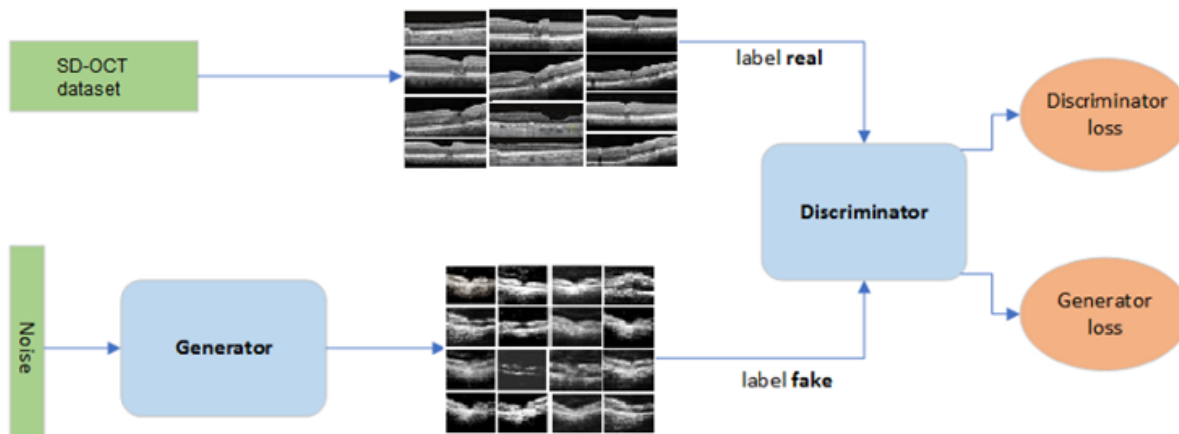 SD-OCT
dataset
label real
Discriminator
loss
Discriminator
Noise
Generator
Generator
loss
label fake